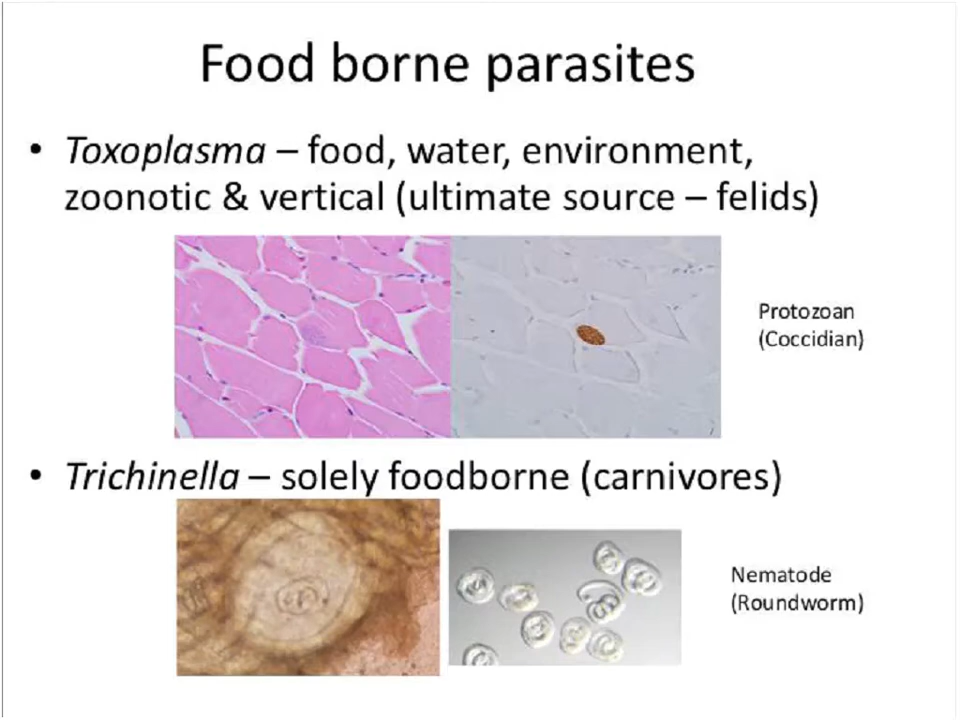 Food borne parasites
• Toxoplasma – food, water, environment,
zoonotic & vertical (ultimate source – felids)
Protozoan
(Coccidian)
• Trichinella – solely foodborne (carnivores)
Nematode
(Roundworm)